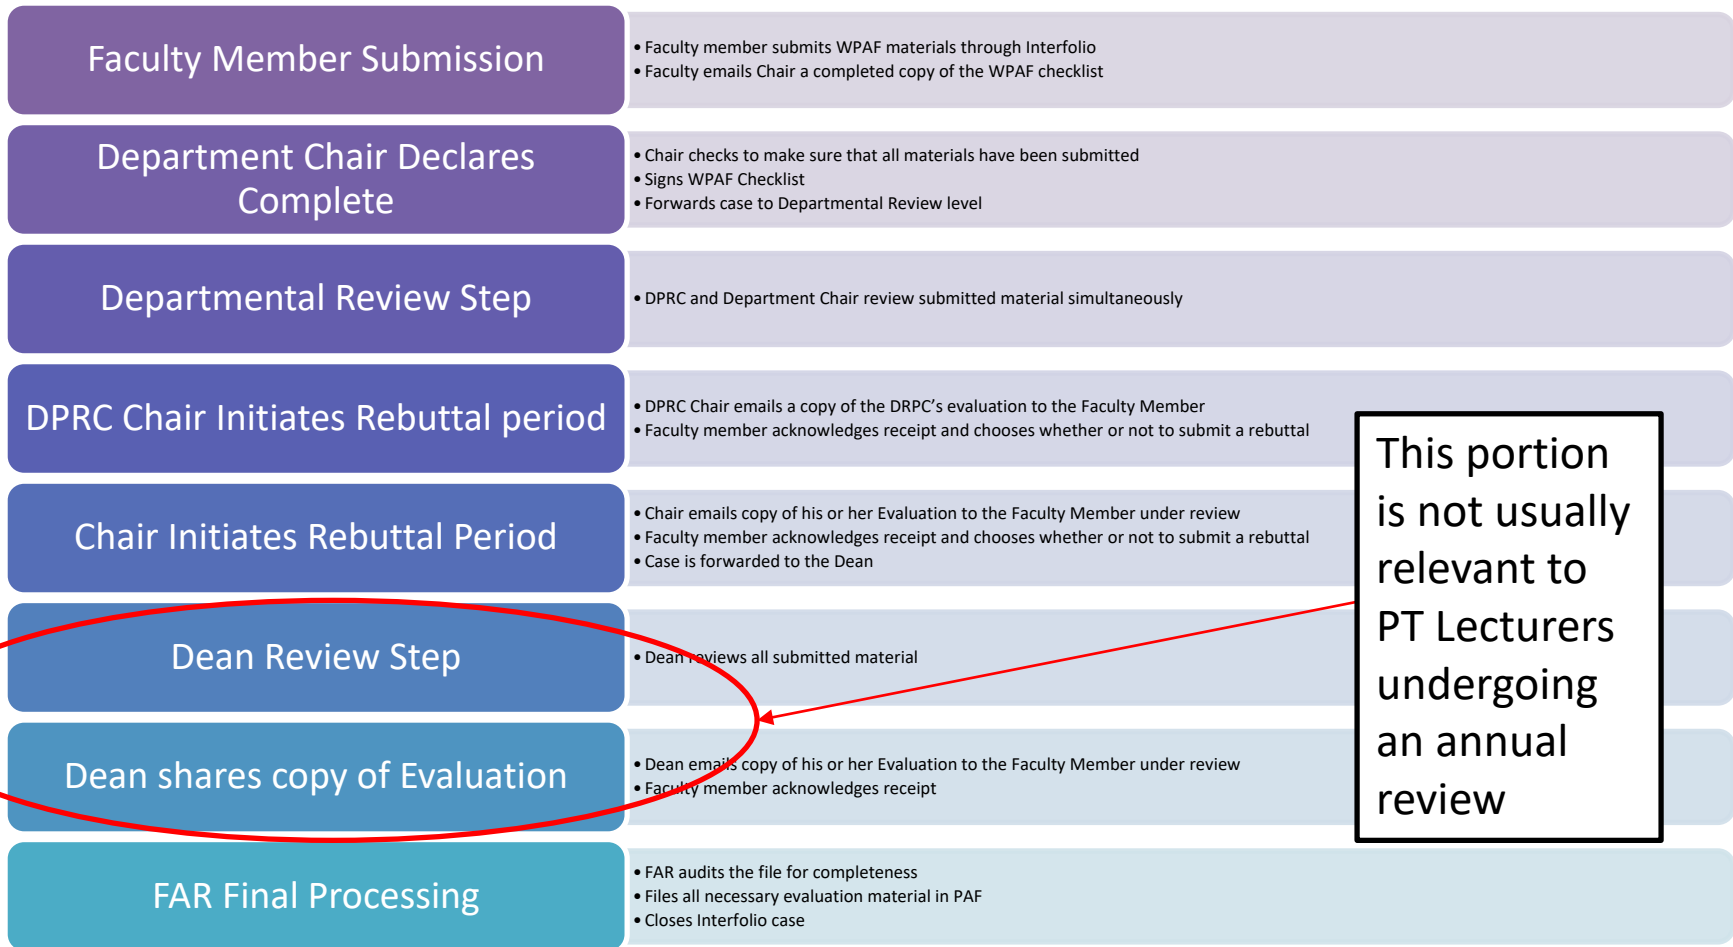 Faculty Member Submission
• Faculty member submits WPAF materials through Interfolio
• Faculty emails Chair a completed copy of the WPAF checklist
Department Chair Declares
Complete
• Chair checks to make sure that all materials have been submitted
• Signs WPAF Checklist
• Forwards case to Departmental Review level
Departmental Review Step
• DPRC and Department Chair review submitted material simultaneously
DPRC Chair Initiates Rebuttal period
• DPRC Chair emails a copy of the DRPC's evaluation to the Faculty Member
• Faculty member acknowledges receipt and chooses whether or not to submit a rebuttal
Chair Initiates Rebuttal Period
• Chair emails copy of his or her Evaluation to the Faculty Member under review
• Faculty member acknowledges receipt and chooses whether or not to submit a rebuttal
• Case is forwarded to the Dean
Dean Review Step
• Dean reviews all submitted material
Dean shares copy of Evaluation
• Dean emails copy of his or her Evaluation to the Faculty Member under review
• Faculty member acknowledges receipt
FAR Final Processing
• FAR audits the file for completeness
• Files all necessary evaluation material in PAF
• Closes Interfolio case
This portion
is not usually
relevant to
PT Lecturers
undergoing
an annual
review